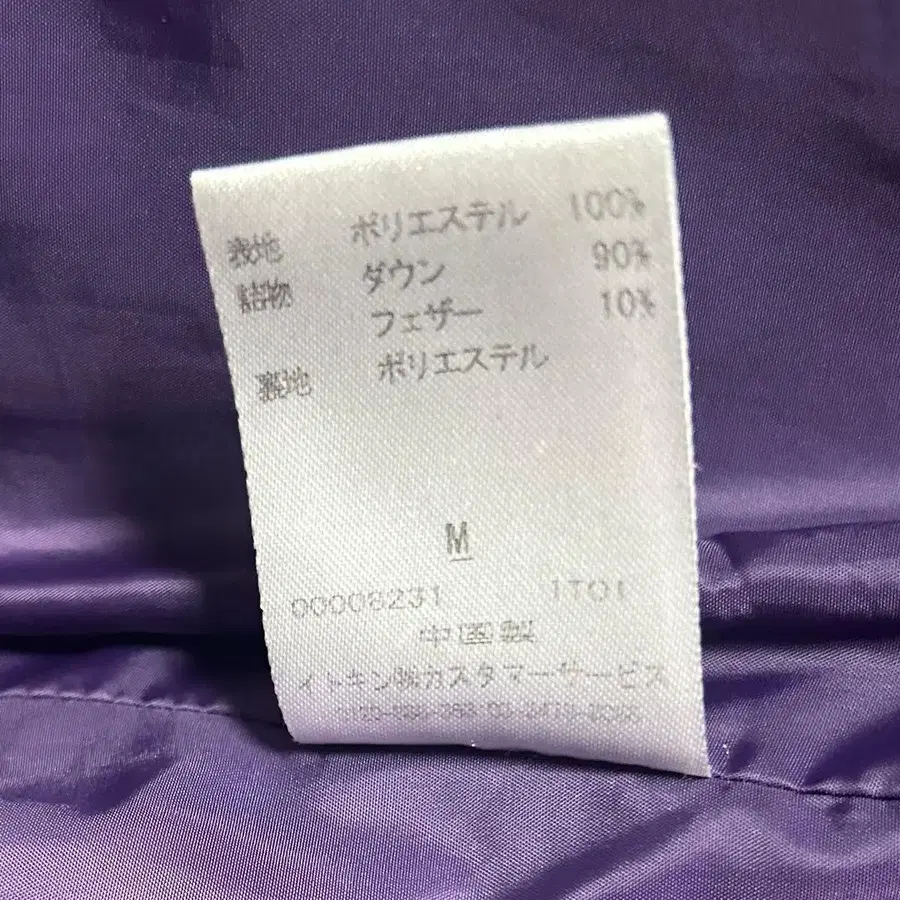 表地 ポリエステル 100%
詰物 ダウン 90%
フェザー 10%
裏地 ポリエステル
M
00008231 1T01
中国製
イトキン㈱カスタマーサービス